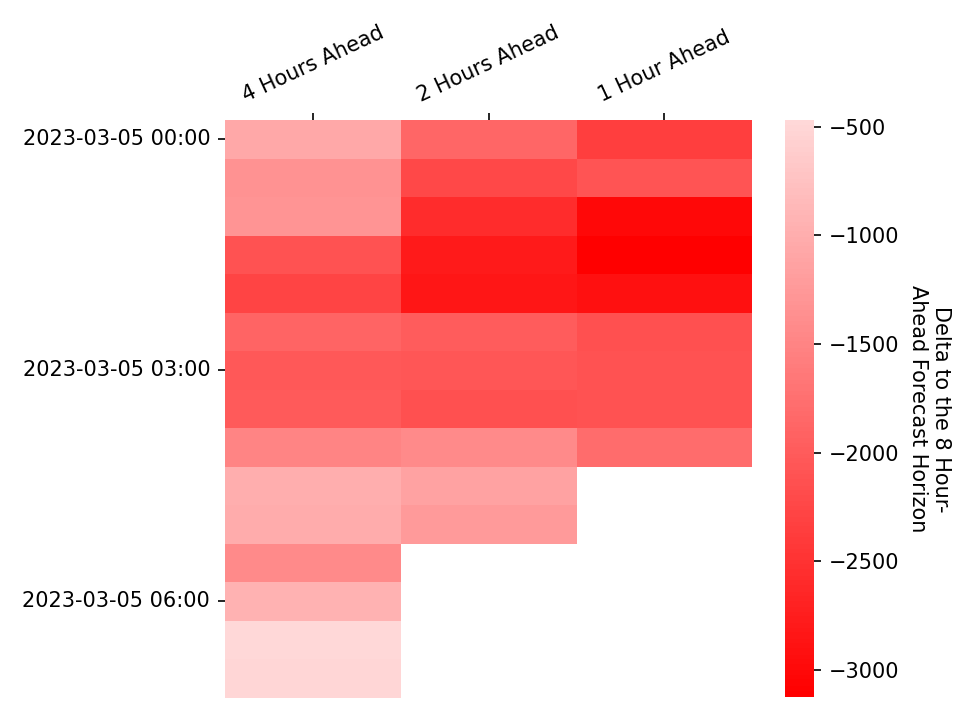 4 Hours Ahead
2 Hours Ahead
1 Hour Ahead
2023-03-05 00:00
2023-03-05 03:00
2023-03-05 06:00
−500
−1000
−1500
−2000
−2500
−3000
Delta to the 8 Hour-
Ahead Forecast Horizon